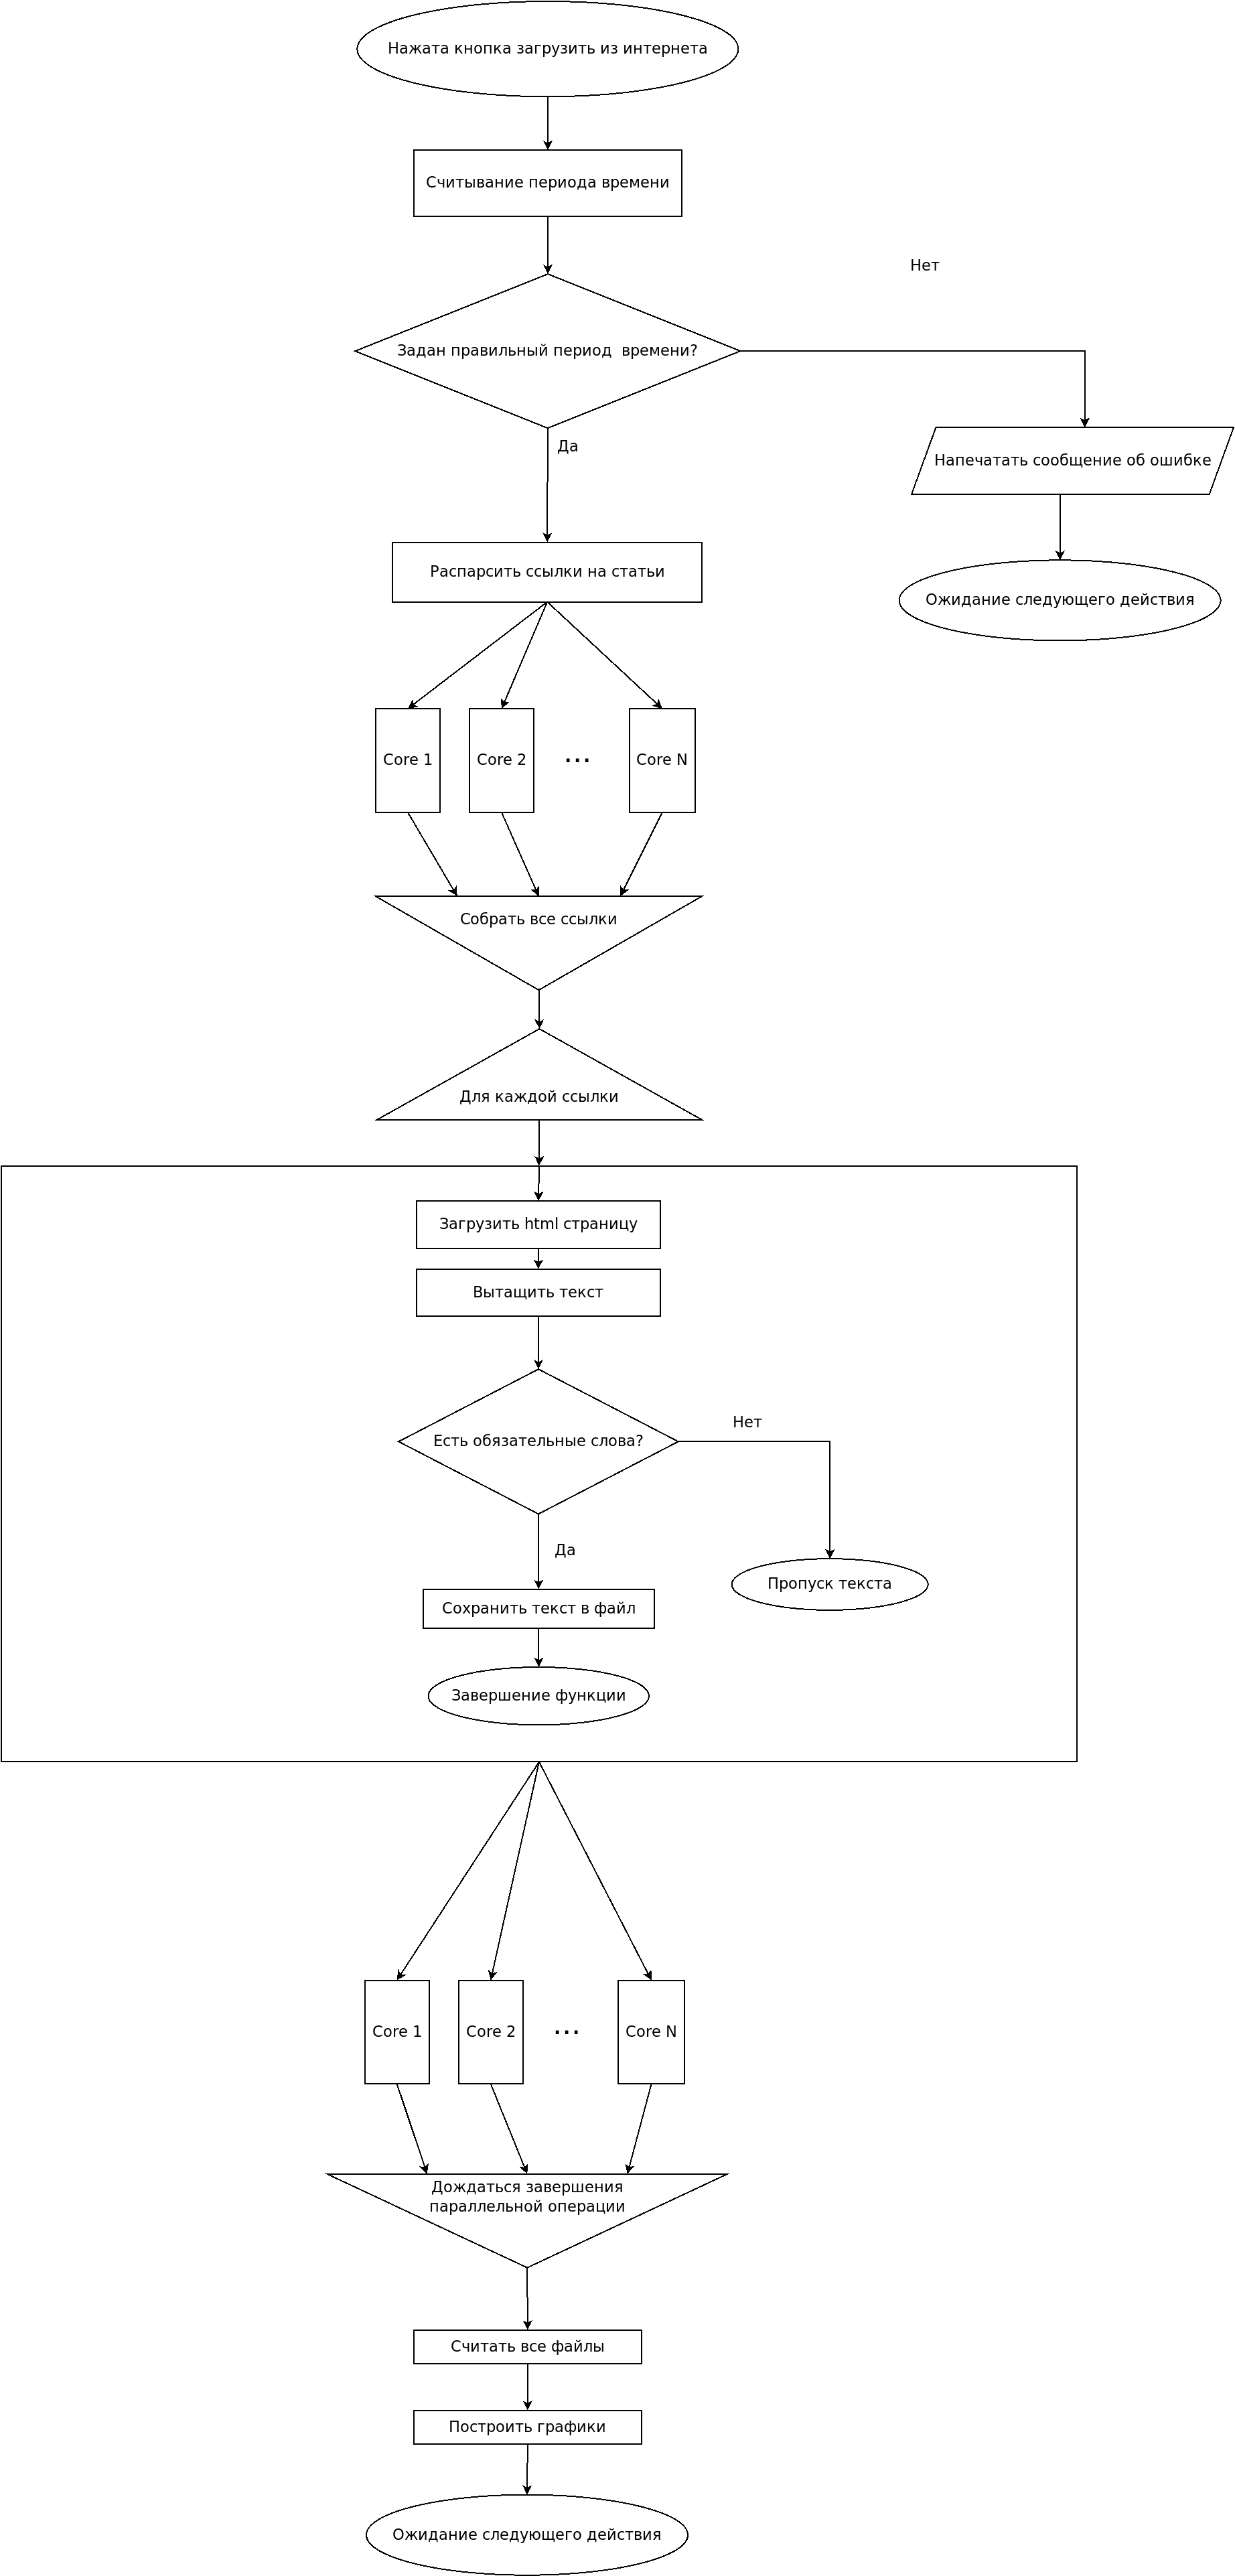 Нажата кнопка загрузить из интернета
Считывание периода времени
Нет
Задан правильный период  времени?
Да
Напечатать сообщение об ошибке
Распарсить ссылки на статьи
Ожидание следующего действия
Core 1
Core 2
...
Core N
Собрать все ссылки
Для каждой ссылки
Загрузить html страницу
Вытащить текст
Нет
Есть обязательные слова?
Да
Пропуск текста
Сохранить текст в файл
Завершение функции
Core 1
Core 2
...
Core N
Дождаться завершения
параллельной операции
Считать все файлы
Построить графики
Ожидание следующего действия